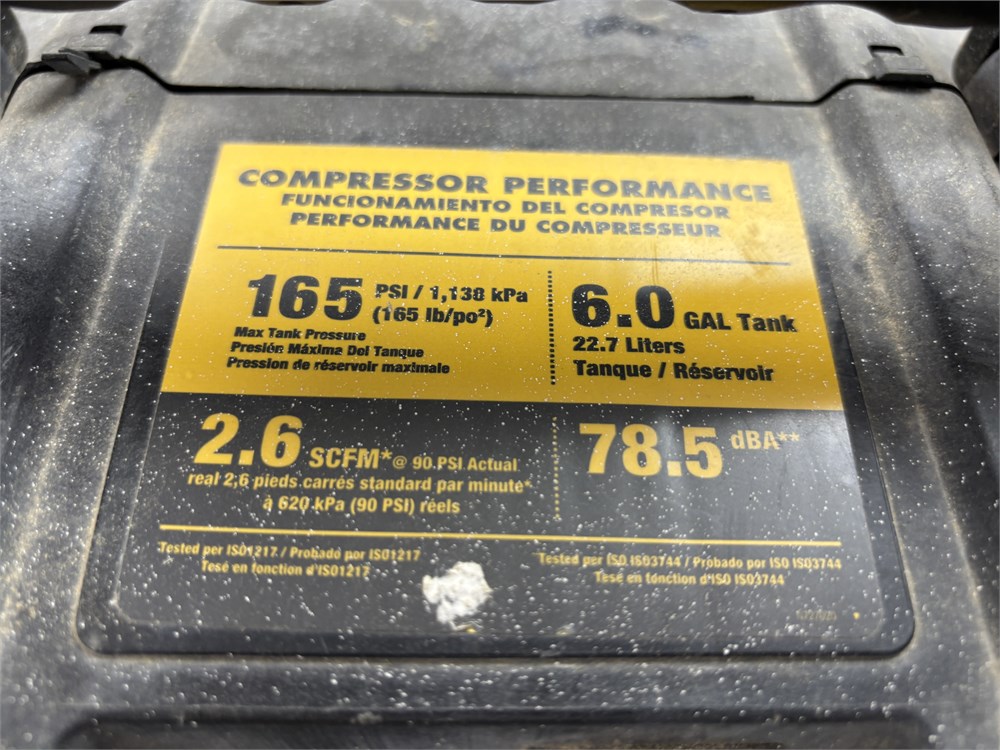 COMPRESSOR PERFORMANCE
FUNCIONAMIENTO DEL COMPRESOR
PERFORMANCE DU COMPRESSEUR
165 PSI / 1,138 kPa
(165 lb/po²)
Max Tank Pressure
Presión Máxima Del Tanque
Pression de réservoir maximale
6.0 GAL Tank
22.7 Liters
Tanque / Réservoir
2.6 SCFM* @ 90 PSI Actual
real 2,6 pieds carrés standard par minute*
à 620 kPa (90 PSI) réels
78.5 dBA**
Tested per ISO1217 / Probado por ISO1217
Tesé en fonction d'ISO1217
Tested per ISO ISO3744 / Probado por ISO ISO3744
Tesé en fonction d'ISO ISO3744